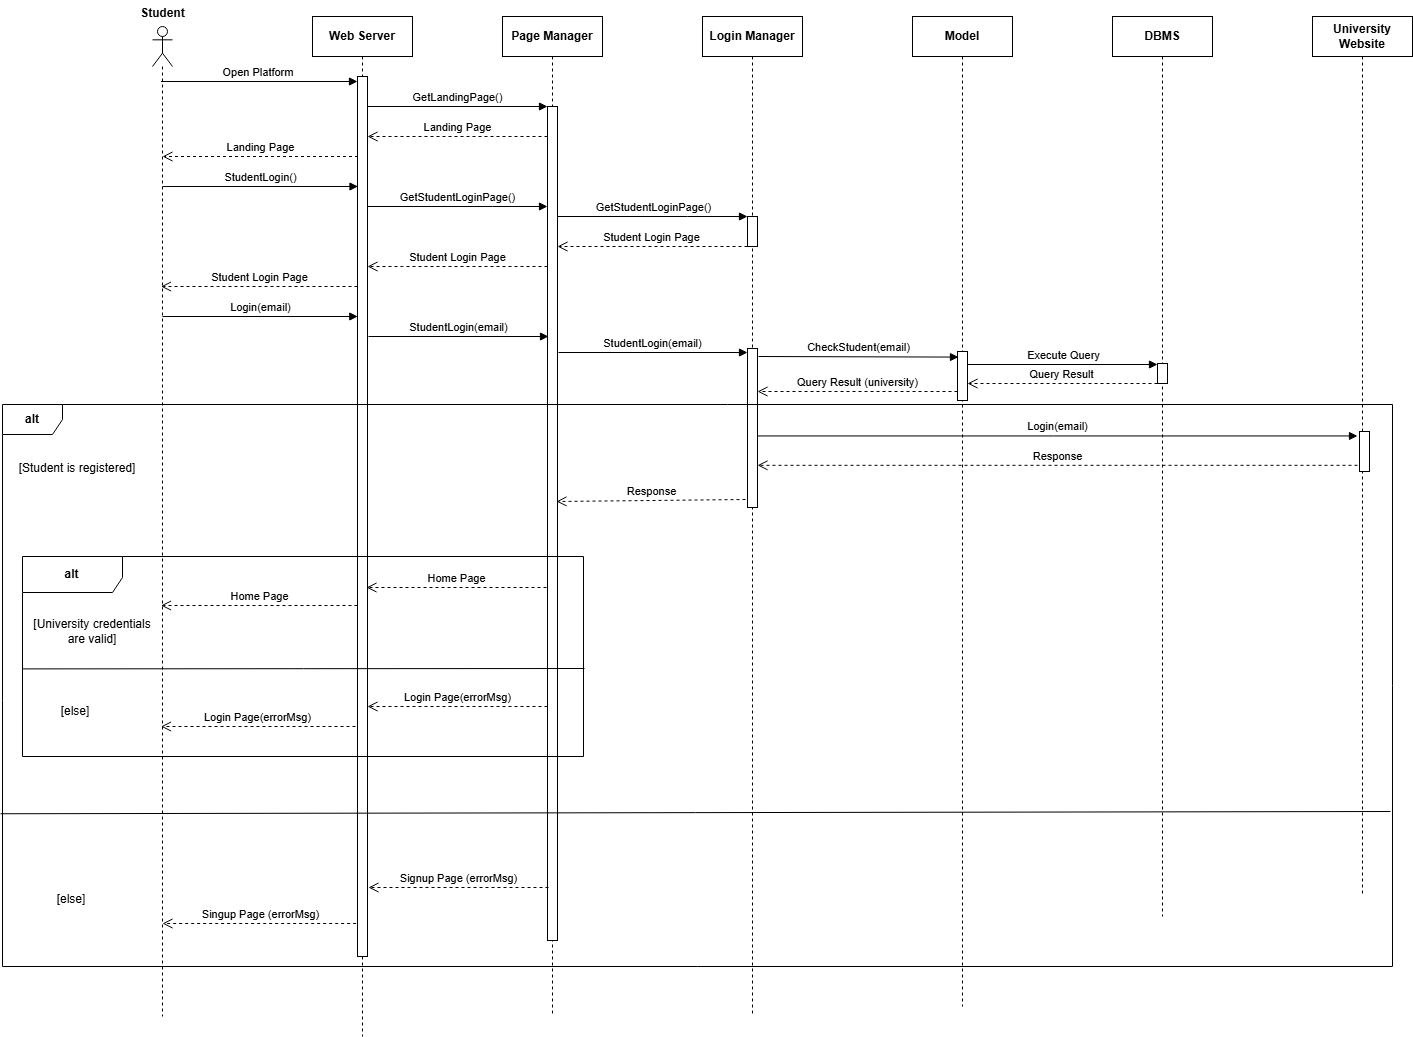 Student
Web Server
Page Manager
Login Manager
Model
DBMS
University
Website
Open Platform
GetLandingPage()
Landing Page
Landing Page
StudentLogin()
GetStudentLoginPage()
GetStudentLoginPage()
Student Login Page
Student Login Page
Student Login Page
Login(email)
StudentLogin(email)
StudentLogin(email)
CheckStudent(email)
Execute Query
Query Result
Query Result (university)
alt
Login(email)
[Student is registered]
Response
Response
alt
Home Page
Home Page
[University credentials
are valid]
Login Page(errorMsg)
[else]
Login Page(errorMsg)
Signup Page (errorMsg)
[else]
Singup Page (errorMsg)